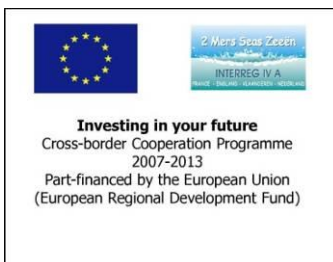 2 Mers Seas Zeeën
INTERREG IV A
FRANCE - ENGLAND - VLAANDEREN - NEDERLAND
Investing in your future
Cross-border Cooperation Programme
2007-2013
Part-financed by the European Union
(European Regional Development Fund)